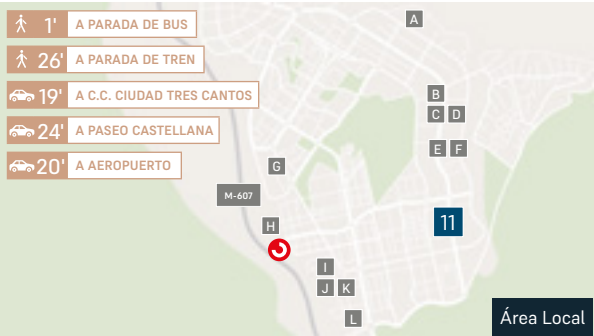 1' A PARADA DE BUS
26' A PARADA DE TREN
19' A C.C. CIUDAD TRES CANTOS
24' A PASEO CASTELLANA
20' A AEROPUERTO
A
B
C D
E F
G
M-607
H
11
I
J K
L
Área Local